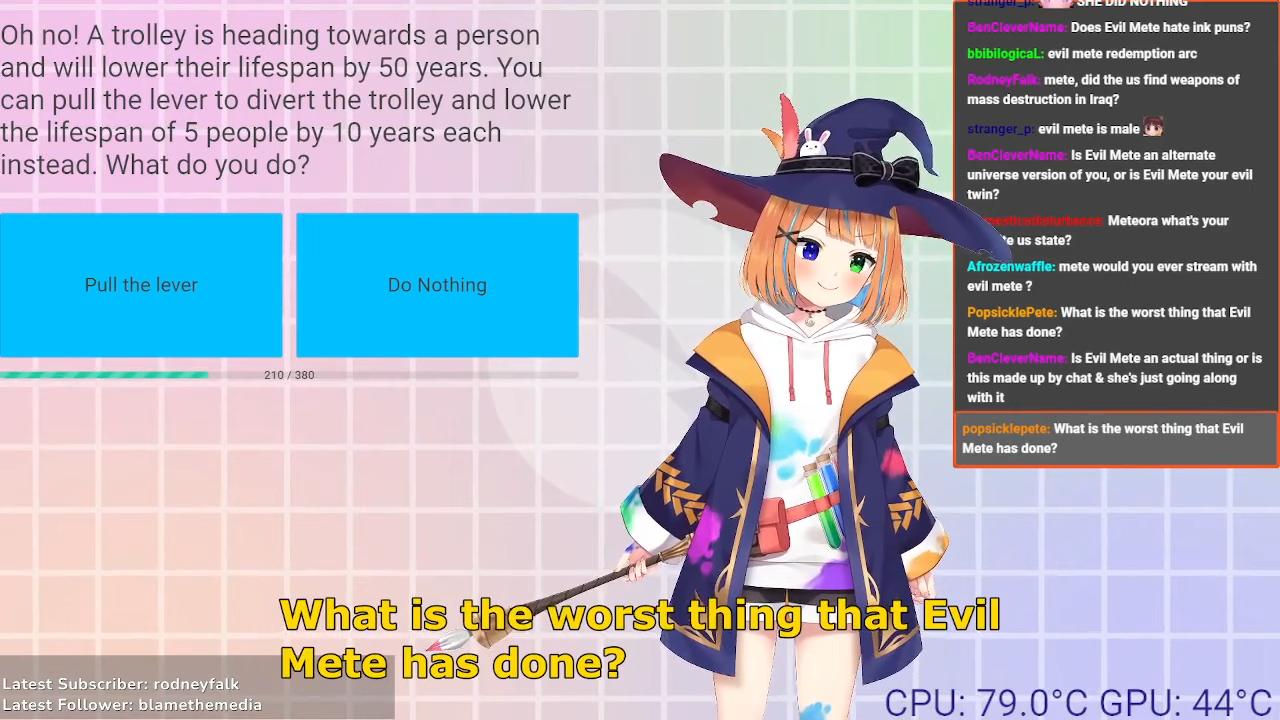 Oh no! A trolley is heading towards a person
and will lower their lifespan by 50 years. You
can pull the lever to divert the trolley and lower
the lifespan of 5 people by 10 years each
instead. What do you do?
Pull the lever
Do Nothing
210 / 380
stranger_p: SHE DID NOTHING
BenCleverName: Does Evil Mete hate ink puns?
bbibilogicaL: evil mete redemption arc
RodneyFalk: mete, did the us find weapons of
mass destruction in Iraq?
stranger_p: evil mete is male
BenCleverName: Is Evil Mete an alternate
universe version of you, or is Evil Mete your evil
twin?
Meteora what's your
us state?
Afrozenwaffle: mete would you ever stream with
evil mete ?
PopsicklePete: What is the worst thing that Evil
Mete has done?
BenCleverName: Is Evil Mete an actual thing or is
this made up by chat & she's just going along
with it
popsicklepete: What is the worst thing that Evil
Mete has done?
What is the worst thing that Evil
Mete has done?
Latest Subscriber: rodneyfalk
Latest Follower: blamethemedia
CPU: 79.0°C GPU: 44°C